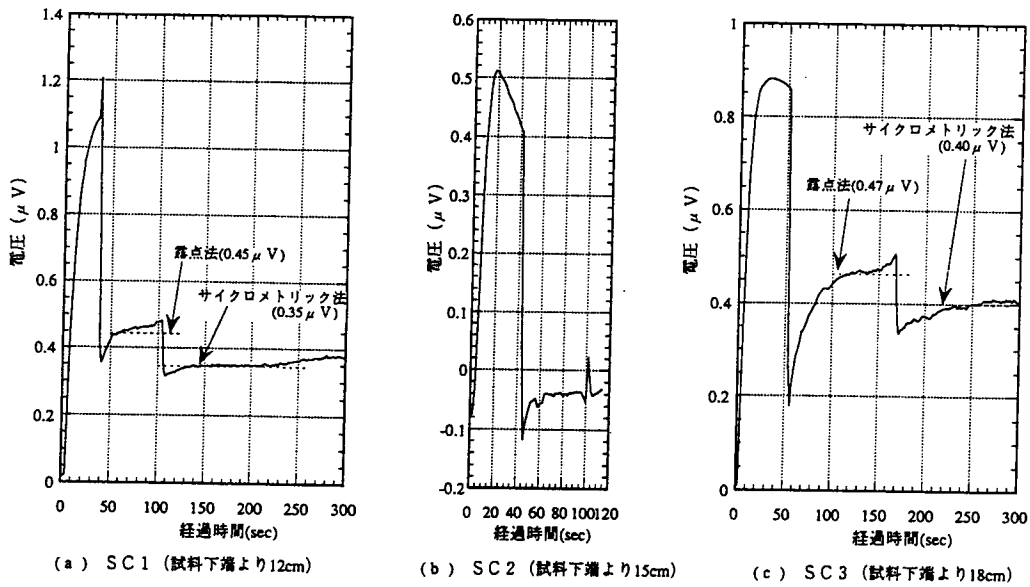 1.4
1.2
1
0.8
0.6
0.4
0.2
0
電圧 (μV)
露点法(0.45μV)
サイクロメトリック法
(0.35μV)
0 50 100 150 200 250 300
経過時間(sec)
(a) SC1 (試料下端より12cm)
0.6
0.5
0.4
0.3
0.2
0.1
0
-0.1
-0.2
電圧 (μV)
0 20 40 60 80 100 120
経過時間(sec)
(b) SC2 (試料下端より15cm)
1
0.8
0.6
0.4
0.2
0
電圧 (μV)
サイクロメトリック法
(0.40μV)
露点法(0.47μV)
0 50 100 150 200 250 300
経過時間(sec)
(c) SC3 (試料下端より18cm)